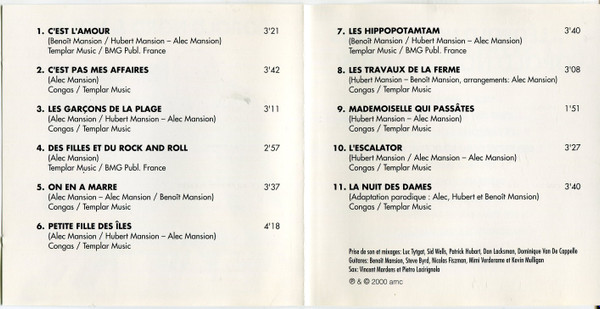 1. C'EST L'AMOUR 3'21
(Benoît Mansion / Hubert Mansion – Alec Mansion)
Templar Music / BMG Publ. France
2. C'EST PAS MES AFFAIRES 3'42
(Alec Mansion)
Congas / Templar Music
3. LES GARÇONS DE LA PLAGE 3'11
(Alec Mansion / Hubert Mansion – Alec Mansion)
Congas / Templar Music
4. DES FILLES ET DU ROCK AND ROLL 2'57
(Alec Mansion)
Templar Music / BMG Publ. France
5. ON EN A MARRE 3'37
(Alec Mansion – Alec Mansion / Benoît Mansion)
Congas / Templar Music
6. PETITE FILLE DES ÎLES 4'18
(Alec Mansion / Hubert Mansion – Alec Mansion)
Congas / Templar Music
7. LES HIPPOPOTAMTAM 3'40
(Benoît Mansion / Hubert Mansion – Alec Mansion)
Templar Music / BMG Publ. France
8. LES TRAVAUX DE LA FERME 3'08
(Hubert Mansion – Benoît Mansion, arrangements: Alec Mansion)
Congas / Templar Music
9. MADEMOISELLE QUI PASSÂTES 1'51
(Hubert Mansion – Alec Mansion)
Congas / Templar Music
10. L'ESCALATOR 3'27
(Hubert Mansion / Alec Mansion – Alec Mansion)
Congas / Templar Music
11. LA NUIT DES DAMES 3'40
(Adaptation paradique : Alec, Hubert et Benoît Mansion)
Congas / Templar Music
Prise de son et mixages: Luc Tytgat, Sid Wells, Patrick Hubart, Dan Lacksman, Dominique Van De Cappelle
Guitares: Benoît Mansion, Steve Byrd, Nicolas Fiszman, Mimi Verderame et Kevin Mulligan
Sax: Vincent Mardens et Pietro Lacirignola
℗ & © 2000 amc